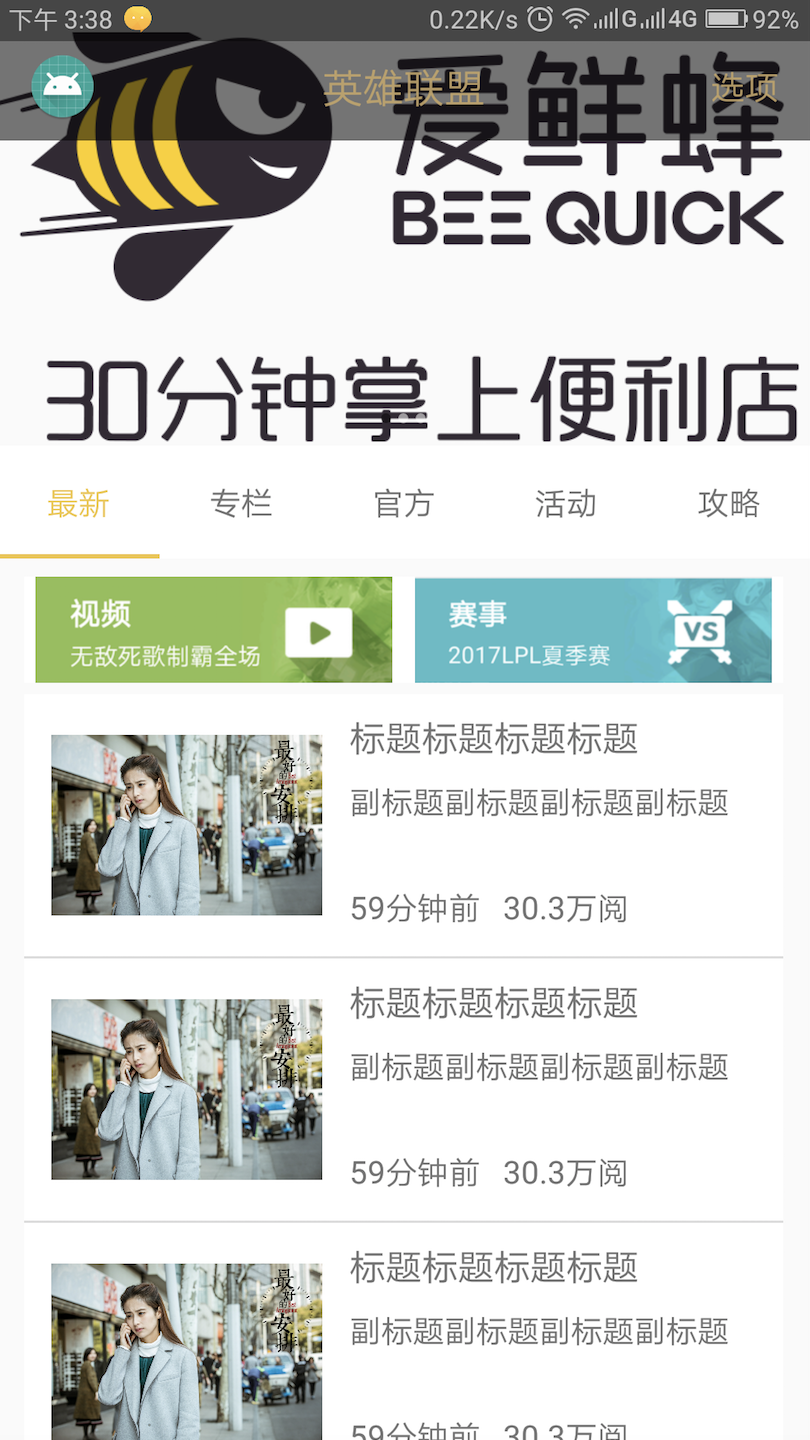 下午 3:38 0.22K/s G 4G 92%
英雄联盟 选项
爱鲜蜂
BEE QUICK
30分钟掌上便利店
最新 专栏 官方 活动 攻略
视频
无敌死歌制霸全场
赛事
2017LPL夏季赛
VS
标题标题标题标题
副标题副标题副标题副标题
59分钟前 30.3万阅
最好的安排
标题标题标题标题
副标题副标题副标题副标题
59分钟前 30.3万阅
最好的安排
标题标题标题标题
副标题副标题副标题副标题
59分钟前 30.3万阅
最好的安排